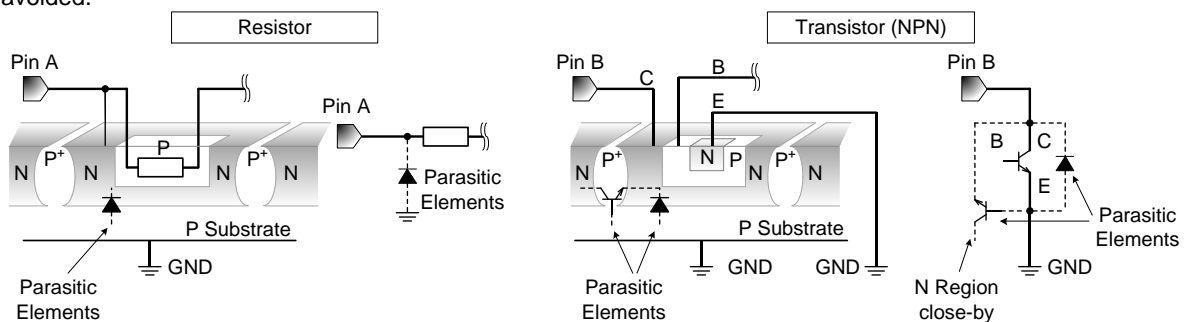 avoided.
Resistor
Transistor (NPN)
Pin A
Pin A
N
P+
N
P
N
P+
N
Parasitic
Elements
P Substrate
GND
Parasitic
Elements
Pin B
C
B
E
N
P+
N
N
P
N
P+
N
P Substrate
GND
GND
Parasitic
Elements
Pin B
B
C
E
Parasitic
Elements
GND
N Region
close-by